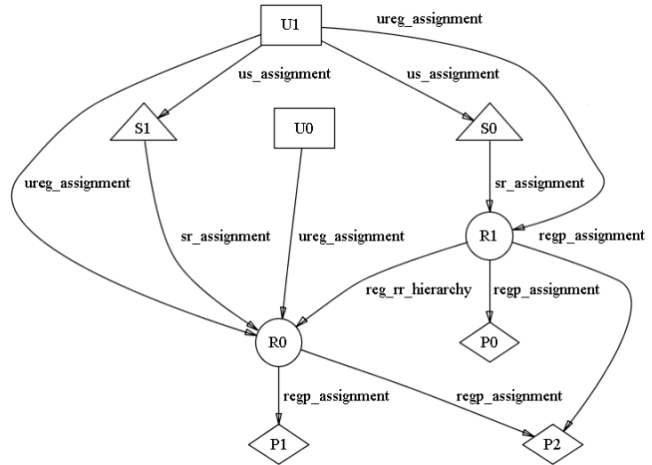 ureg_assignment
U1
us_assignment
us_assignment
S1
U0
S0
ureg_assignment
sr_assignment
sr_assignment
ureg_assignment
R1
regp_assignment
reg_rr_hierarchy
regp_assignment
R0
P0
regp_assignment
regp_assignment
P1
P2